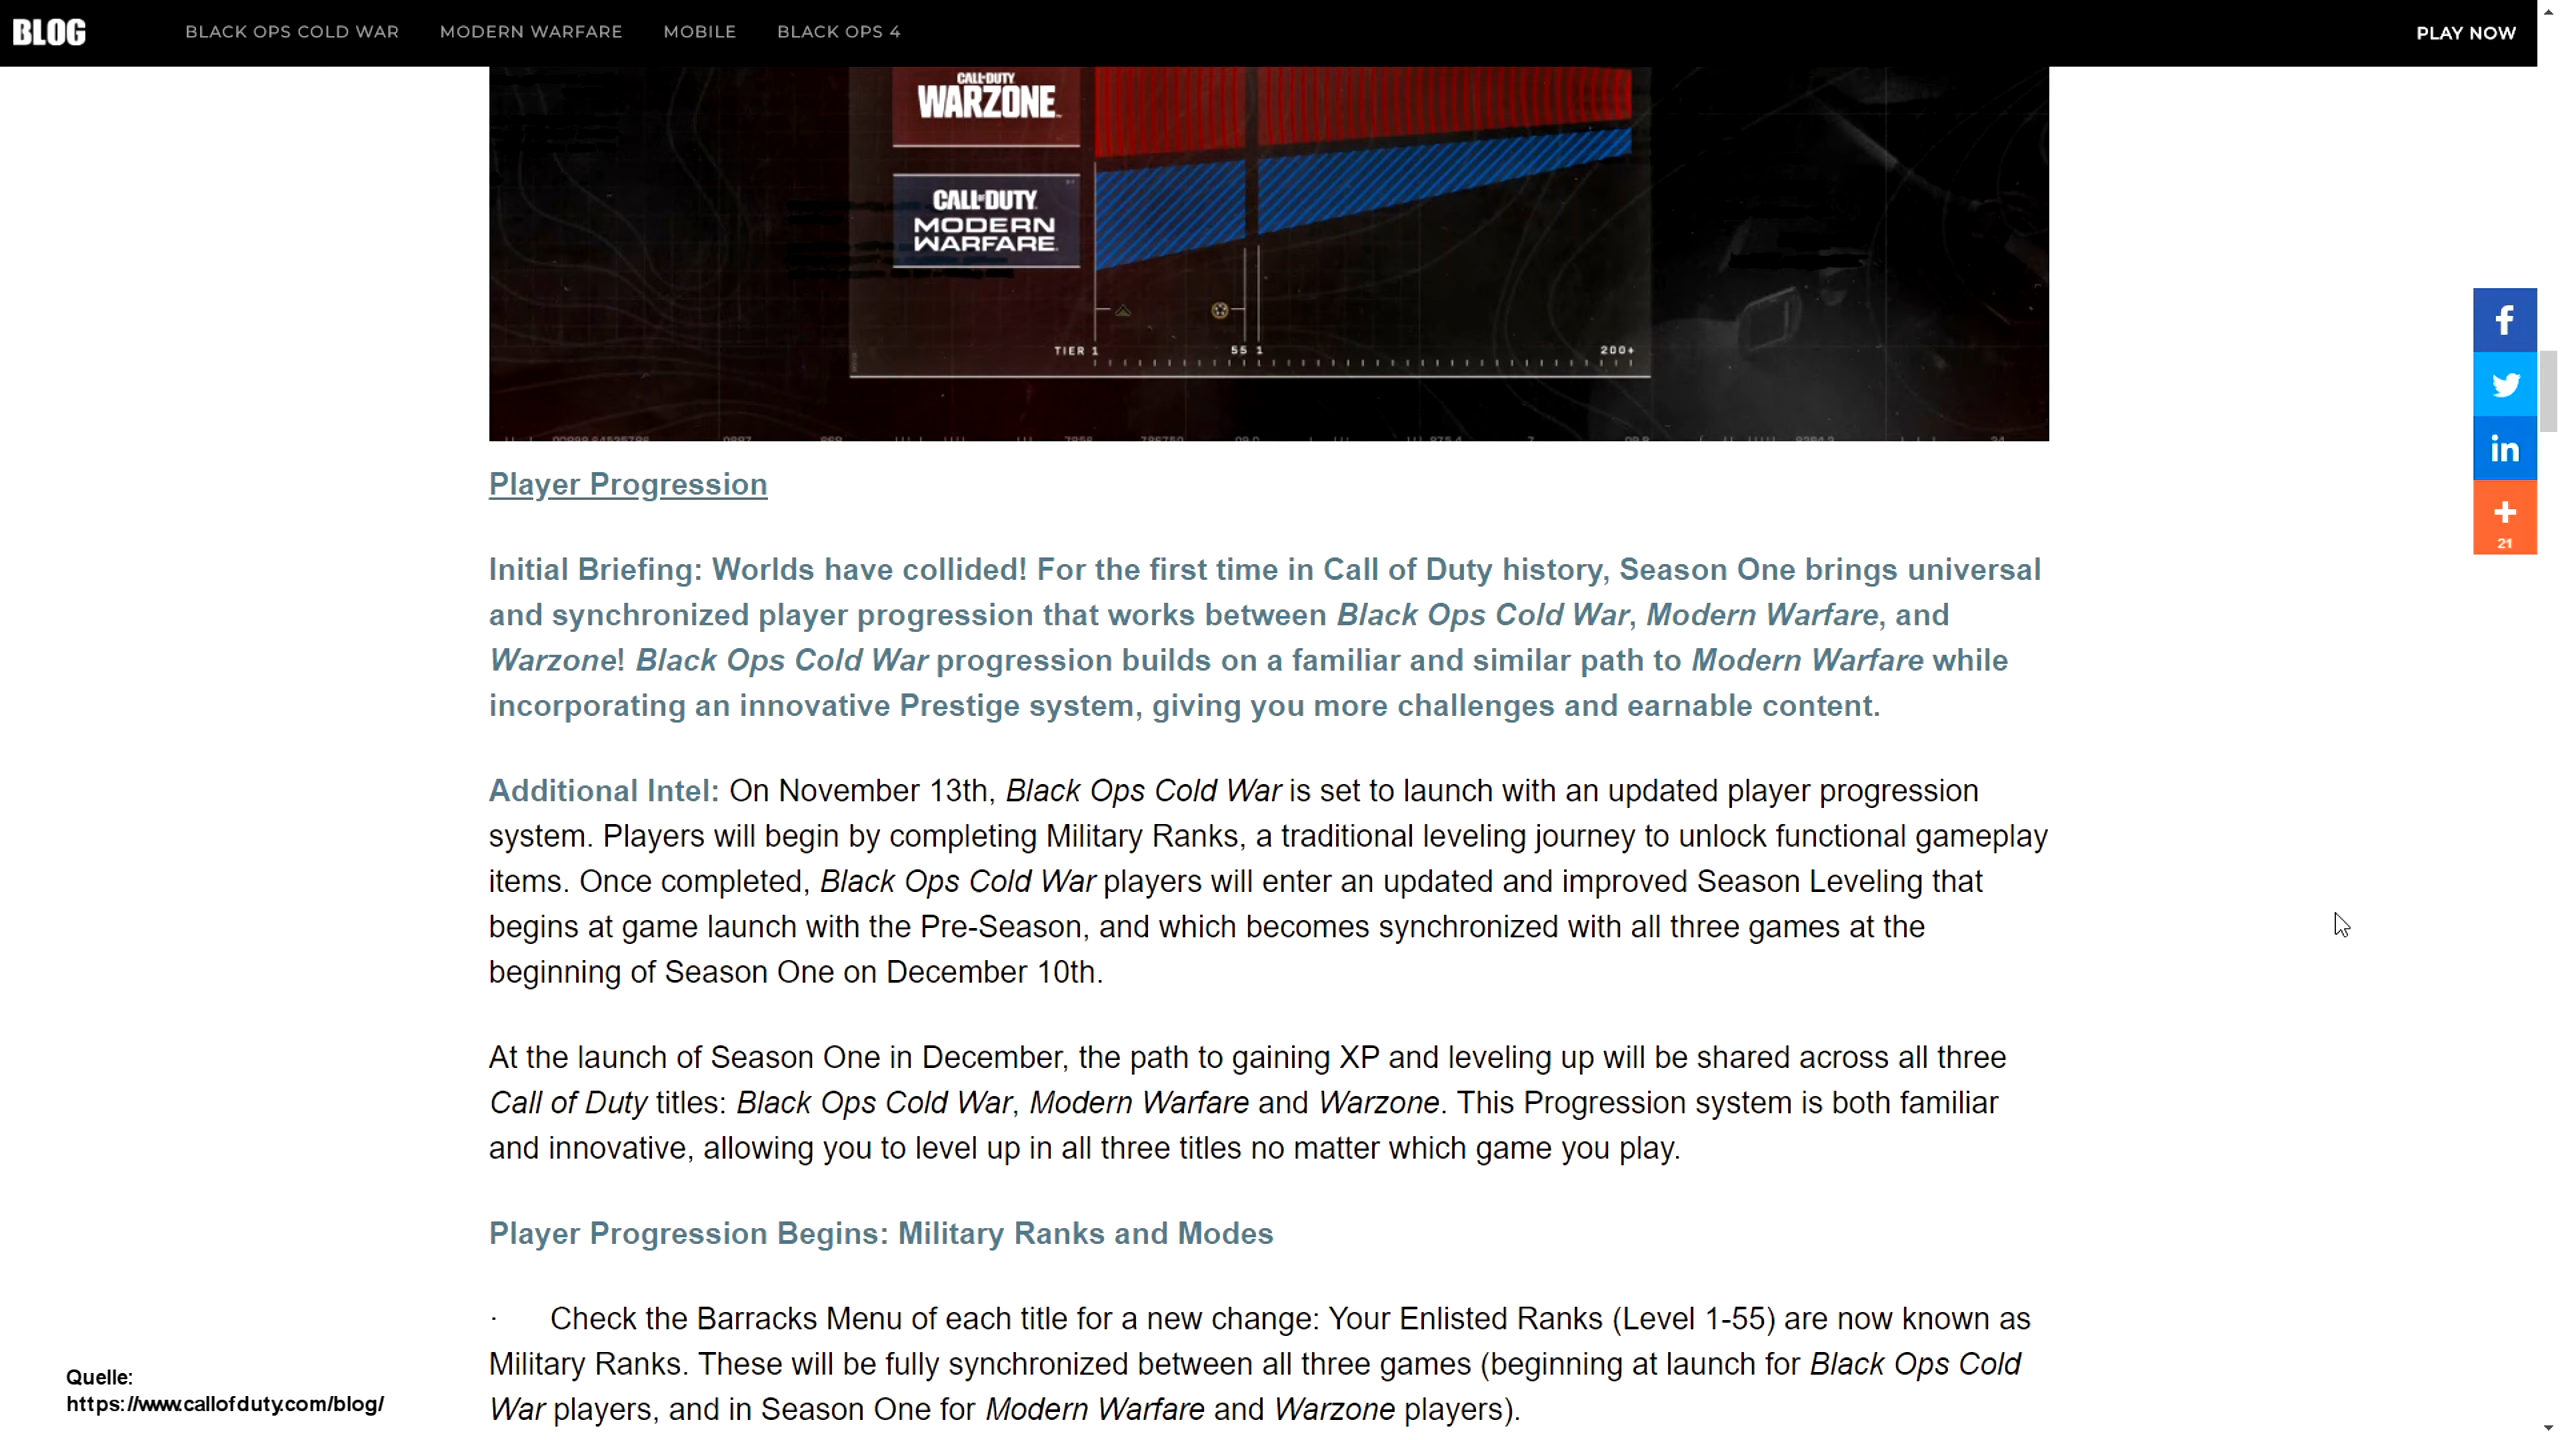 BLOG BLACK OPS COLD WAR MODERN WARFARE MOBILE BLACK OPS 4 PLAY NOW
CALL OF DUTY
WARZONE
CALL OF DUTY
MODERN
WARFARE
TIER 1 55 1 200+
21
Player Progression
Initial Briefing: Worlds have collided! For the first time in Call of Duty history, Season One brings universal
and synchronized player progression that works between Black Ops Cold War, Modern Warfare, and
Warzone! Black Ops Cold War progression builds on a familiar and similar path to Modern Warfare while
incorporating an innovative Prestige system, giving you more challenges and earnable content.
Additional Intel: On November 13th, Black Ops Cold War is set to launch with an updated player progression
system. Players will begin by completing Military Ranks, a traditional leveling journey to unlock functional gameplay
items. Once completed, Black Ops Cold War players will enter an updated and improved Season Leveling that
begins at game launch with the Pre-Season, and which becomes synchronized with all three games at the
beginning of Season One on December 10th.
At the launch of Season One in December, the path to gaining XP and leveling up will be shared across all three
Call of Duty titles: Black Ops Cold War, Modern Warfare and Warzone. This Progression system is both familiar
and innovative, allowing you to level up in all three titles no matter which game you play.
Player Progression Begins: Military Ranks and Modes
· Check the Barracks Menu of each title for a new change: Your Enlisted Ranks (Level 1-55) are now known as
Military Ranks. These will be fully synchronized between all three games (beginning at launch for Black Ops Cold
War players, and in Season One for Modern Warfare and Warzone players).
Quelle:
https://www.callofduty.com/blog/